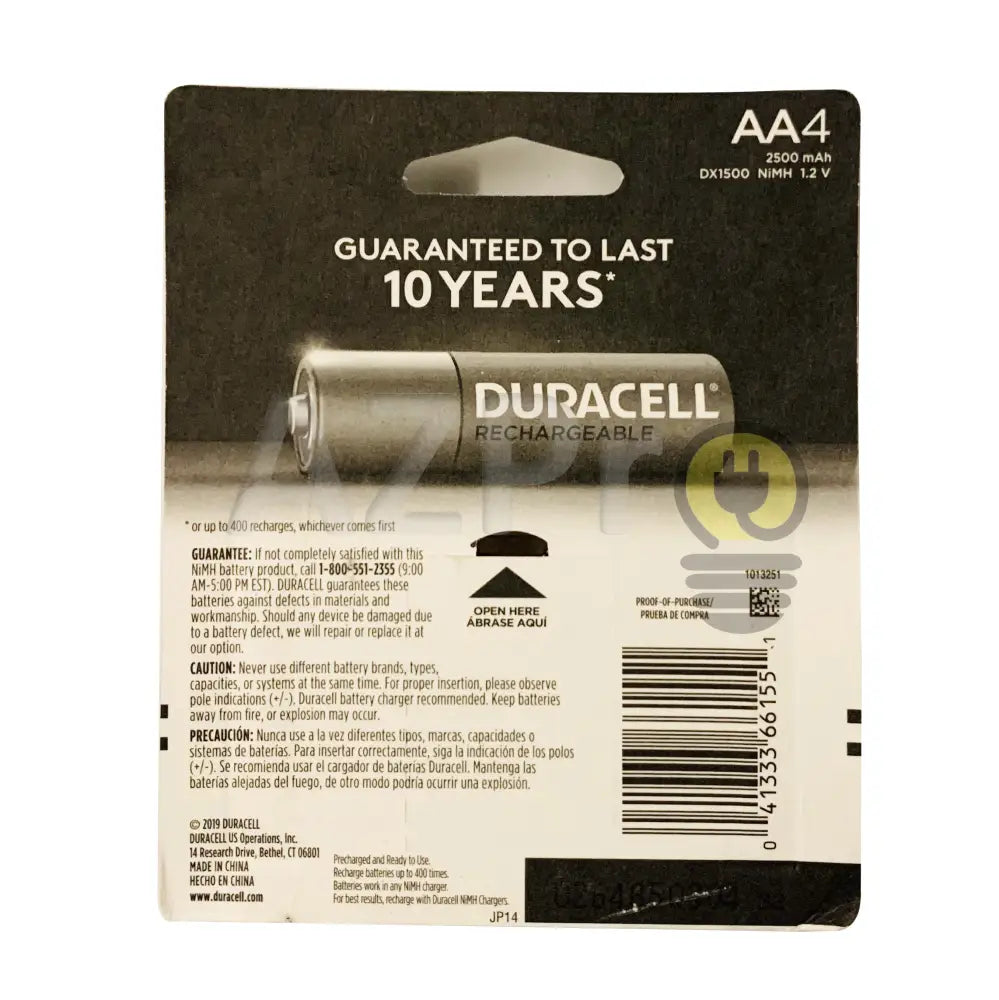 AA4
2500 mAh
DX1500 NiMH 1.2 V
GUARANTEED TO LAST
10 YEARS*
DURACELL®
RECHARGEABLE
AZPro
* or up to 400 recharges, whichever comes first
GUARANTEE: If not completely satisfied with this
NiMH battery product, call 1-800-551-2355 (9:00
AM-5:00 PM EST). DURACELL guarantees these
batteries against defects in materials and
workmanship. Should any device be damaged due
to a battery defect, we will repair or replace it at
our option.
OPEN HERE
ÁBRASE AQUÍ
1013251
PROOF-OF-PURCHASE/
PRUEBA DE COMPRA
CAUTION: Never use different battery brands, types,
capacities, or systems at the same time. For proper insertion, please observe
pole indications (+/-). Duracell battery charger recommended. Keep batteries
away from fire, or explosion may occur.
PRECAUCIÓN: Nunca use a la vez diferentes tipos, marcas, capacidades o
sistemas de baterías. Para insertar correctamente, siga la indicación de los polos
(+/-). Se recomienda usar el cargador de baterías Duracell. Mantenga las
baterías alejadas del fuego, de otro modo podría ocurrir una explosión.
0 41333 66155 1
© 2019 DURACELL
DURACELL US Operations, Inc.
14 Research Drive, Bethel, CT 06801
MADE IN CHINA
HECHO EN CHINA
www.duracell.com
Precharged and Ready to Use.
Recharge batteries up to 400 times.
Batteries work in any NiMH charger.
For best results, recharge with Duracell NiMH Chargers.
JP14